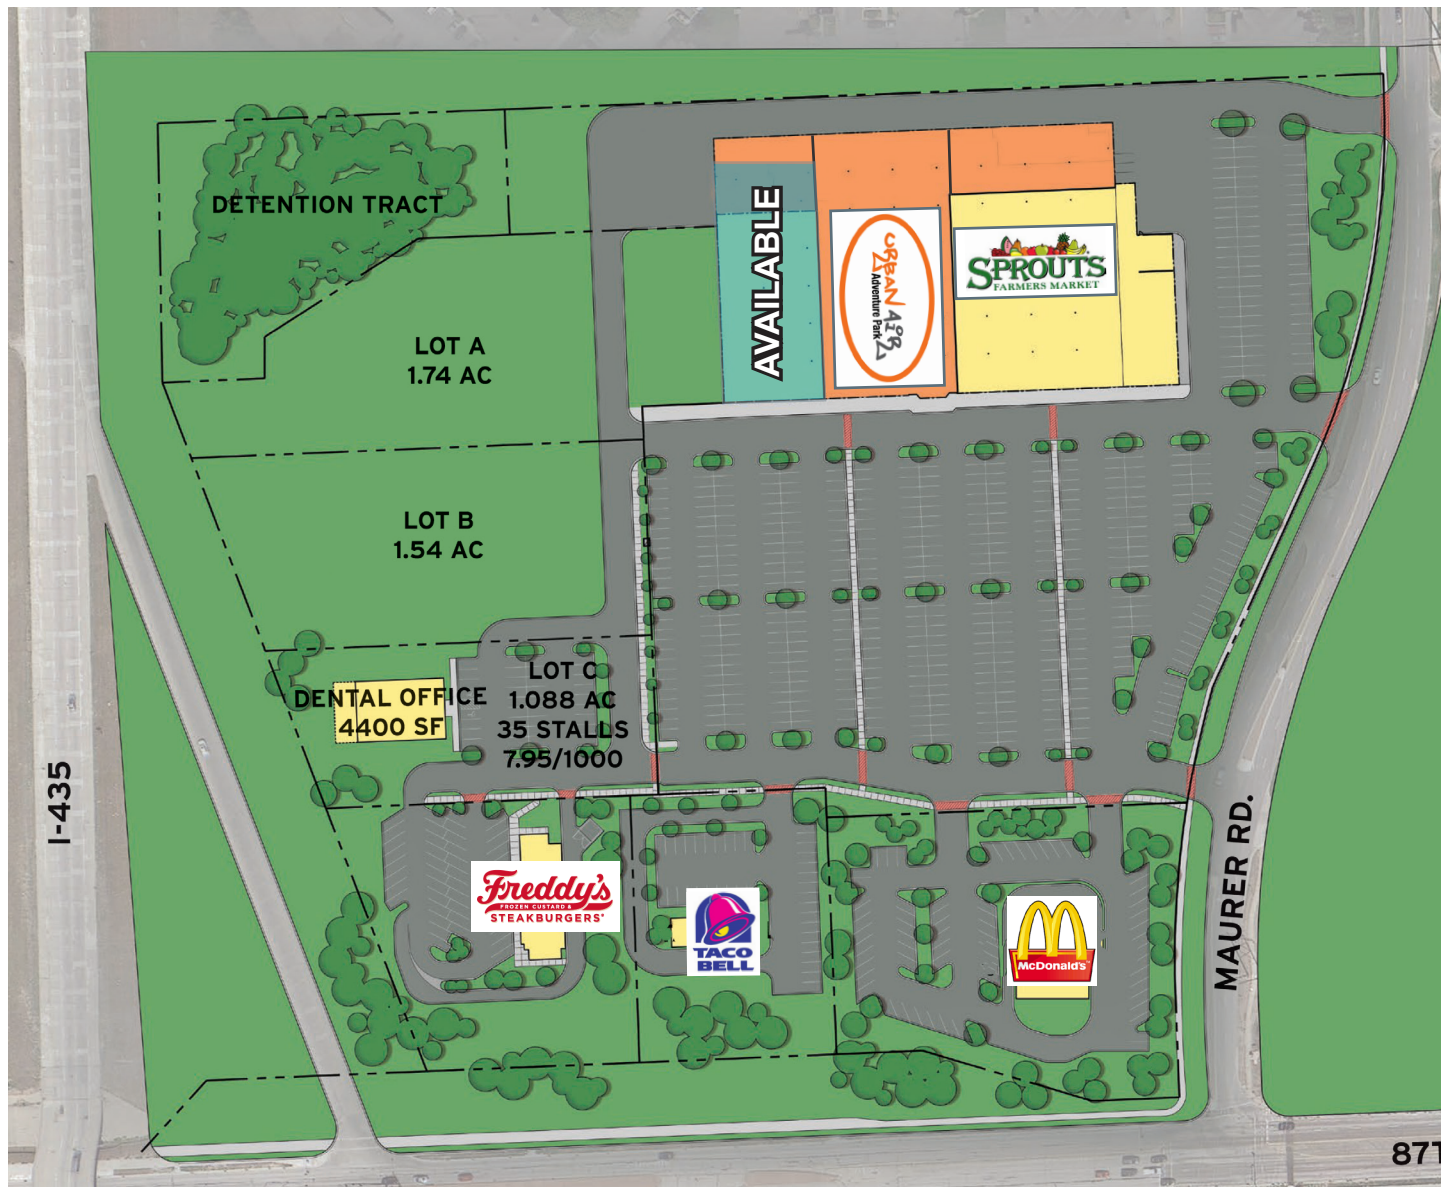 DETENTION TRACT
AVAILABLE
URBAN AIR
Adventure Park
SPROUTS
FARMERS MARKET
LOT A
1.74 AC
LOT B
1.54 AC
LOT C
1.088 AC
35 STALLS
7.95/1000
DENTAL OFFICE
4400 SF
I-435
Freddy's
FROZEN CUSTARD &
STEAKBURGERS
TACO
BELL
McDonald's
MAURER RD.
87T